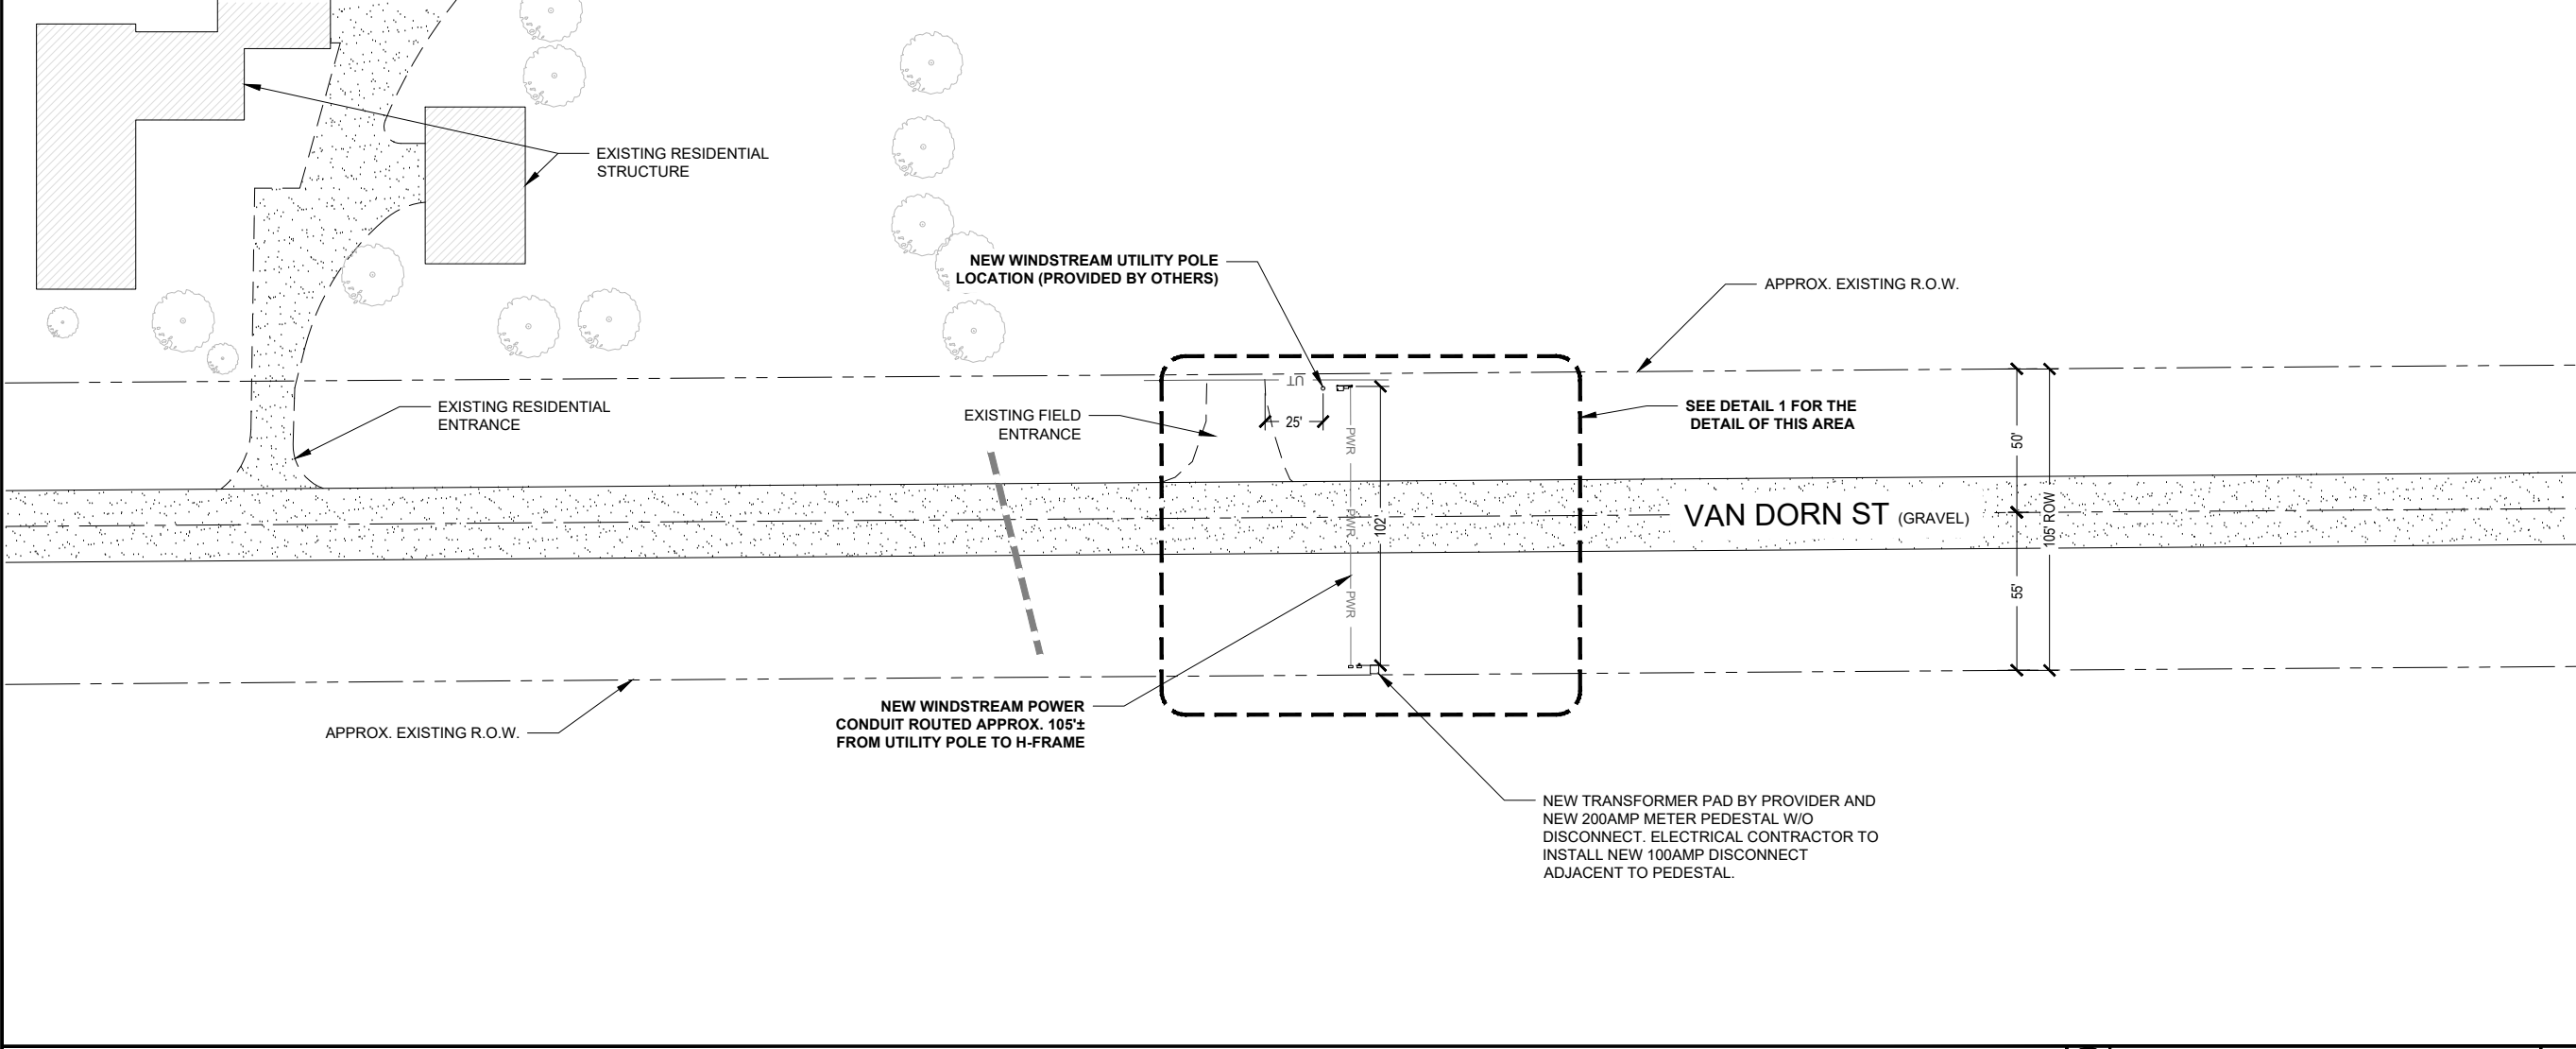 EXISTING RESIDENTIAL
STRUCTURE
NEW WINDSTREAM UTILITY POLE
LOCATION (PROVIDED BY OTHERS)
APPROX. EXISTING R.O.W.
UT
EXISTING RESIDENTIAL
ENTRANCE
EXISTING FIELD
ENTRANCE
25'
PWR
SEE DETAIL 1 FOR THE
DETAIL OF THIS AREA
50'
VAN DORN ST (GRAVEL)
PWR
102'
105' ROW
PWR
55'
NEW WINDSTREAM POWER
CONDUIT ROUTED APPROX. 105'±
FROM UTILITY POLE TO H-FRAME
APPROX. EXISTING R.O.W.
NEW TRANSFORMER PAD BY PROVIDER AND
NEW 200AMP METER PEDESTAL W/O
DISCONNECT. ELECTRICAL CONTRACTOR TO
INSTALL NEW 100AMP DISCONNECT
ADJACENT TO PEDESTAL.